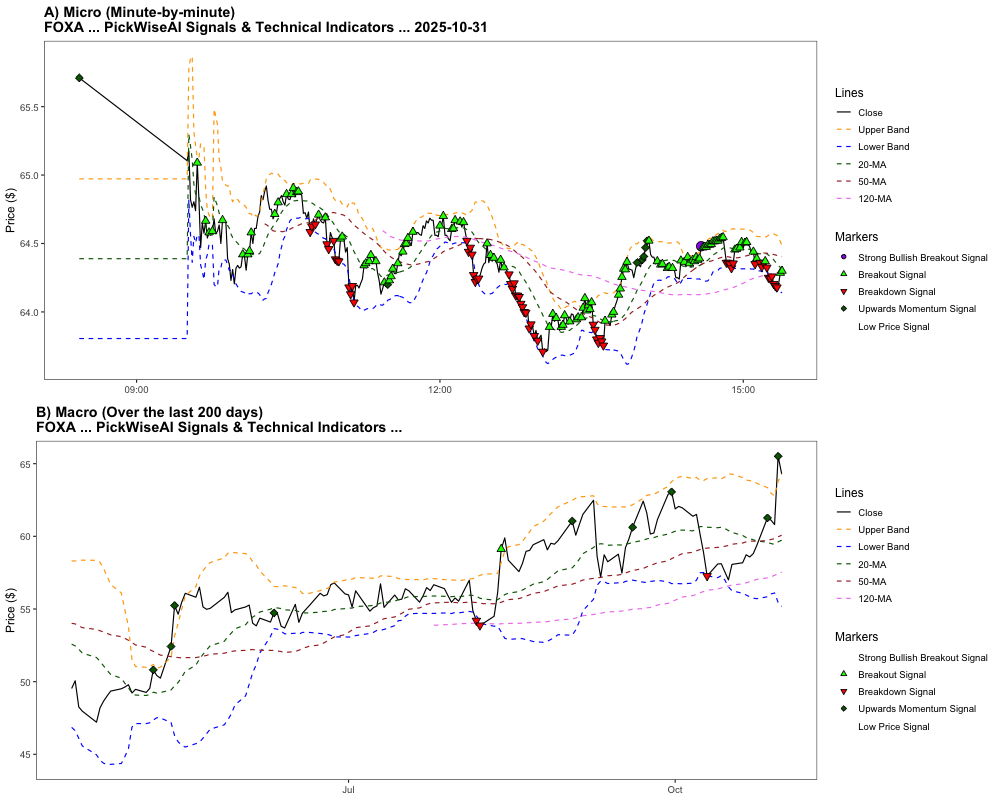 A) Micro (Minute-by-minute)
FOXA ... PickWiseAI Signals & Technical Indicators ... 2025-10-31
Price ($)
65.5
65.0
64.5
64.0
09:00
12:00
15:00
Lines
Close
Upper Band
Lower Band
20-MA
50-MA
120-MA
Markers
Strong Bullish Breakout Signal
Breakout Signal
Breakdown Signal
Upwards Momentum Signal
Low Price Signal
B) Macro (Over the last 200 days)
FOXA ... PickWiseAI Signals & Technical Indicators ...
Price ($)
65
60
55
50
45
Jul
Oct
Lines
Close
Upper Band
Lower Band
20-MA
50-MA
120-MA
Markers
Strong Bullish Breakout Signal
Breakout Signal
Breakdown Signal
Upwards Momentum Signal
Low Price Signal